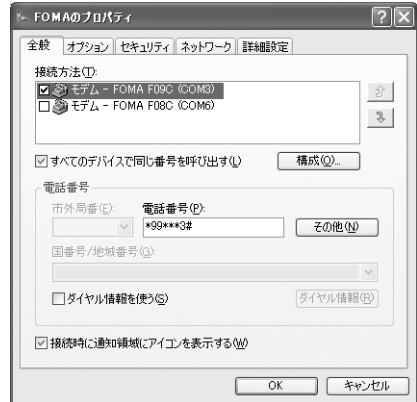 FOMAのプロパティ
全般 オプション セキュリティ ネットワーク 詳細設定
接続方法(T):
モデム - FOMA F09C (COM3)
モデム - FOMA F08C (COM6)
すべてのデバイスで同じ番号を呼び出す(L) 構成(O)...
電話番号
市外局番(E): 電話番号(P):
*99***3# その他(N)
国番号/地域番号(G):
ダイヤル情報を使う(S) ダイヤル情報(R)
接続時に通知領域にアイコンを表示する(W)
OK キャンセル